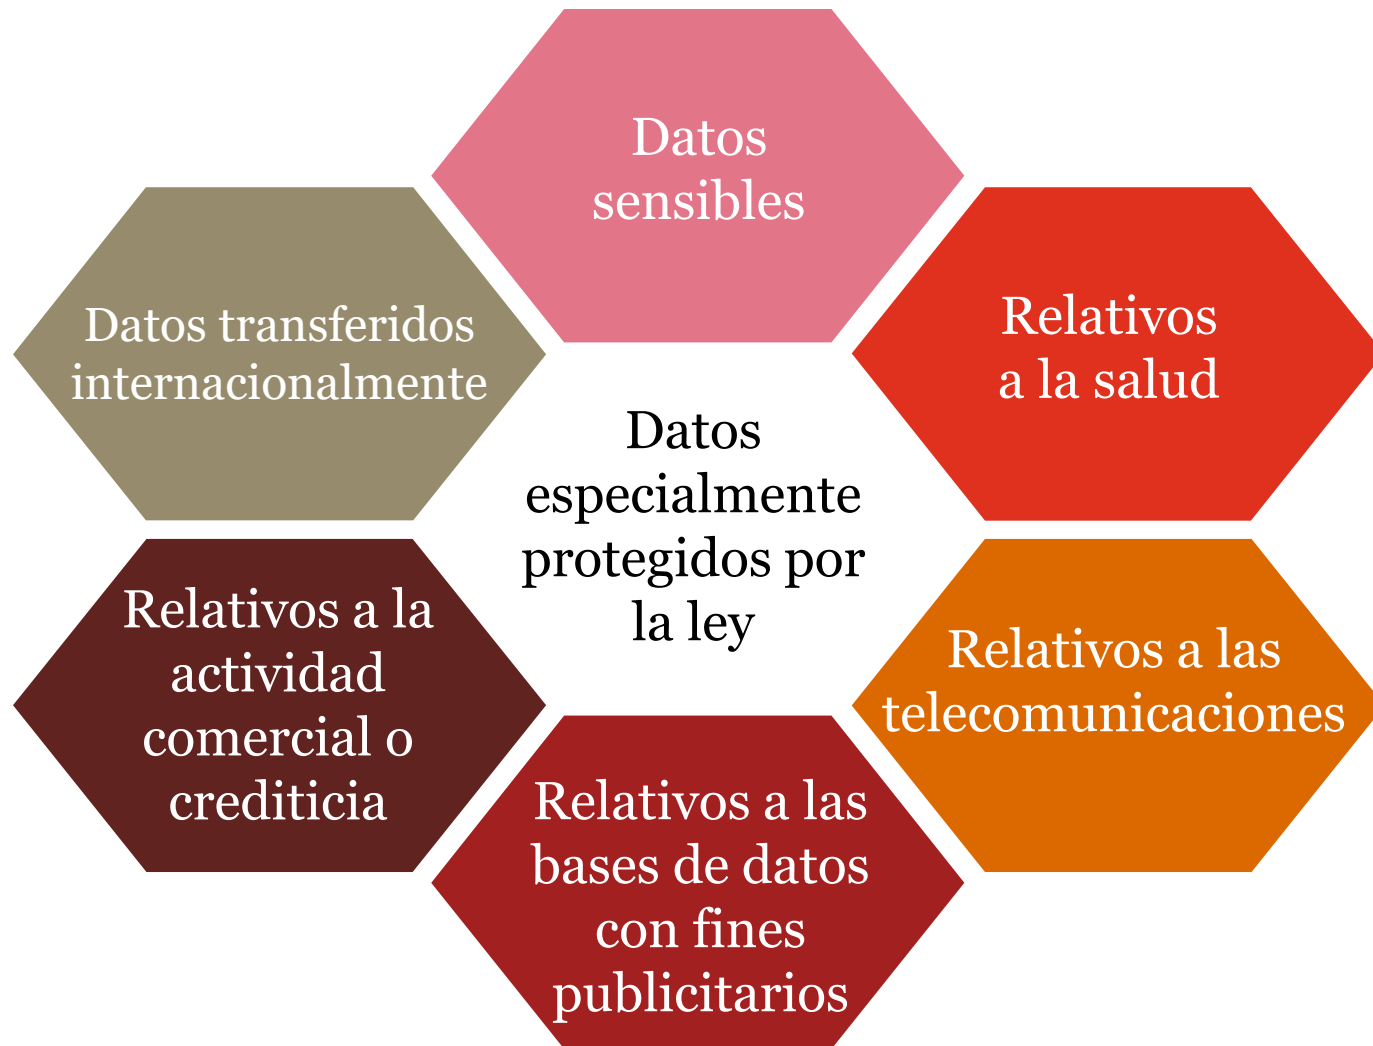 Datos
sensibles
Relativos
a la salud
Relativos a las
telecomunicaciones
Relativos a las
bases de datos
con fines
publicitarios
Relativos a la
actividad
comercial o
crediticia
Datos transferidos
internacionalmente
Datos
especialmente
protegidos por
la ley